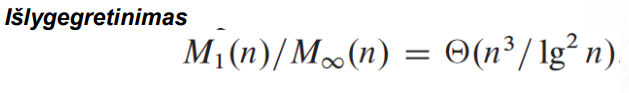 Išlygegretinimas
M₁(n)/M∞(n) = Θ(n³/ lg² n).